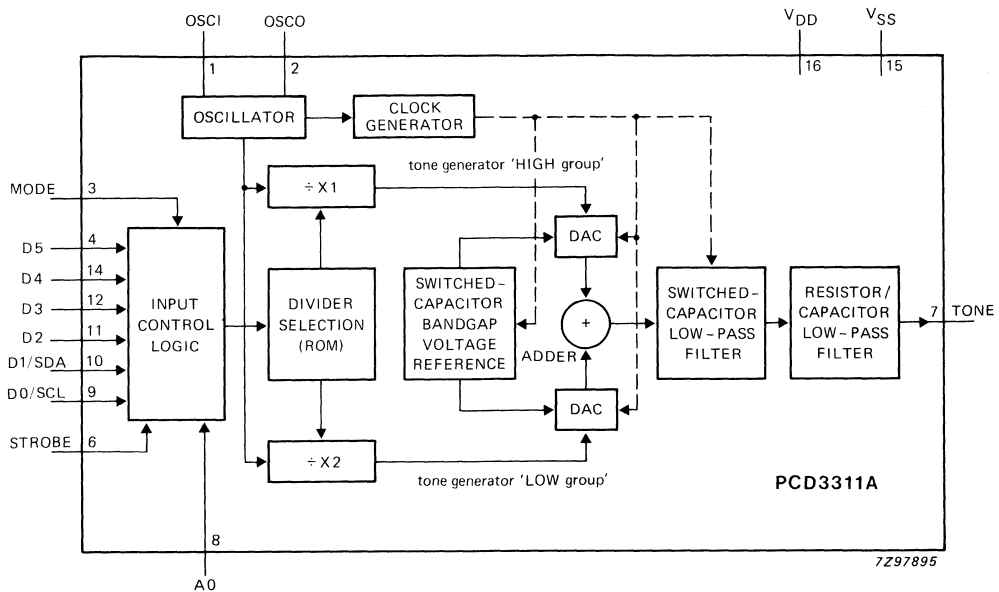 OSCI
OSCO
V_DD
V_SS
1
2
16
15
OSCILLATOR
CLOCK
GENERATOR
tone generator 'HIGH group'
MODE
3
÷X1
D5
4
D4
14
D3
12
D2
11
D1/SDA
10
D0/SCL
9
STROBE
6
INPUT
CONTROL
LOGIC
DIVIDER
SELECTION
(ROM)
SWITCHED–
CAPACITOR
BANDGAP
VOLTAGE
REFERENCE
DAC
+
ADDER
DAC
SWITCHED–
CAPACITOR
LOW–PASS
FILTER
RESISTOR/
CAPACITOR
LOW–PASS
FILTER
7
TONE
÷X2
tone generator 'LOW group'
PCD3311A
8
A0
7Z97895